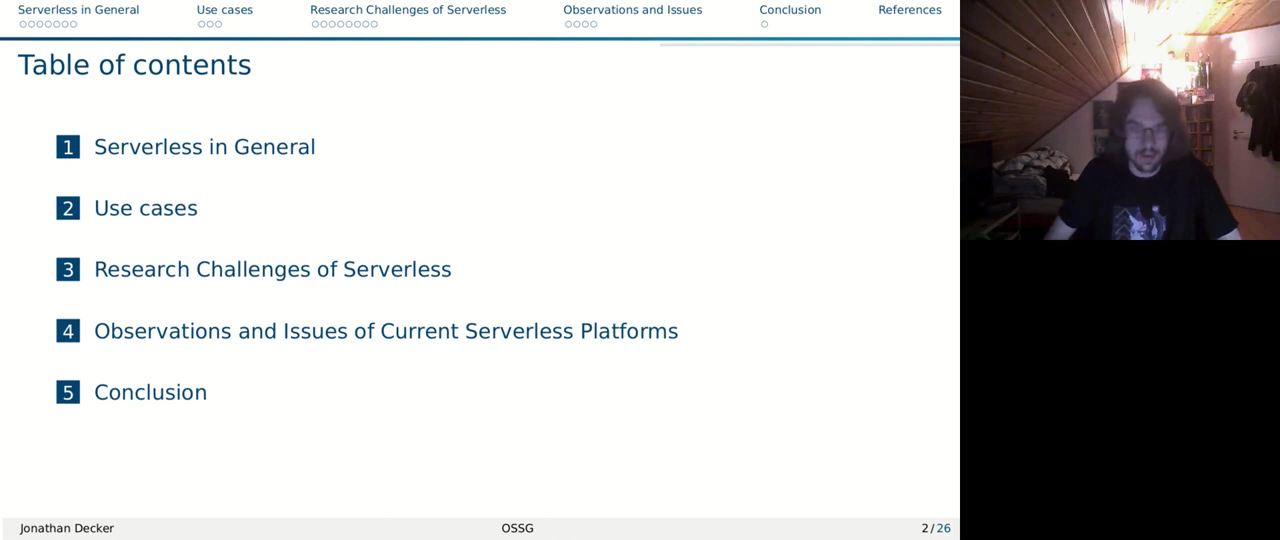 Serverless in General Use cases Research Challenges of Serverless Observations and Issues Conclusion References
Table of contents
1 Serverless in General
2 Use cases
3 Research Challenges of Serverless
4 Observations and Issues of Current Serverless Platforms
5 Conclusion
Jonathan Decker OSSG 2 / 26